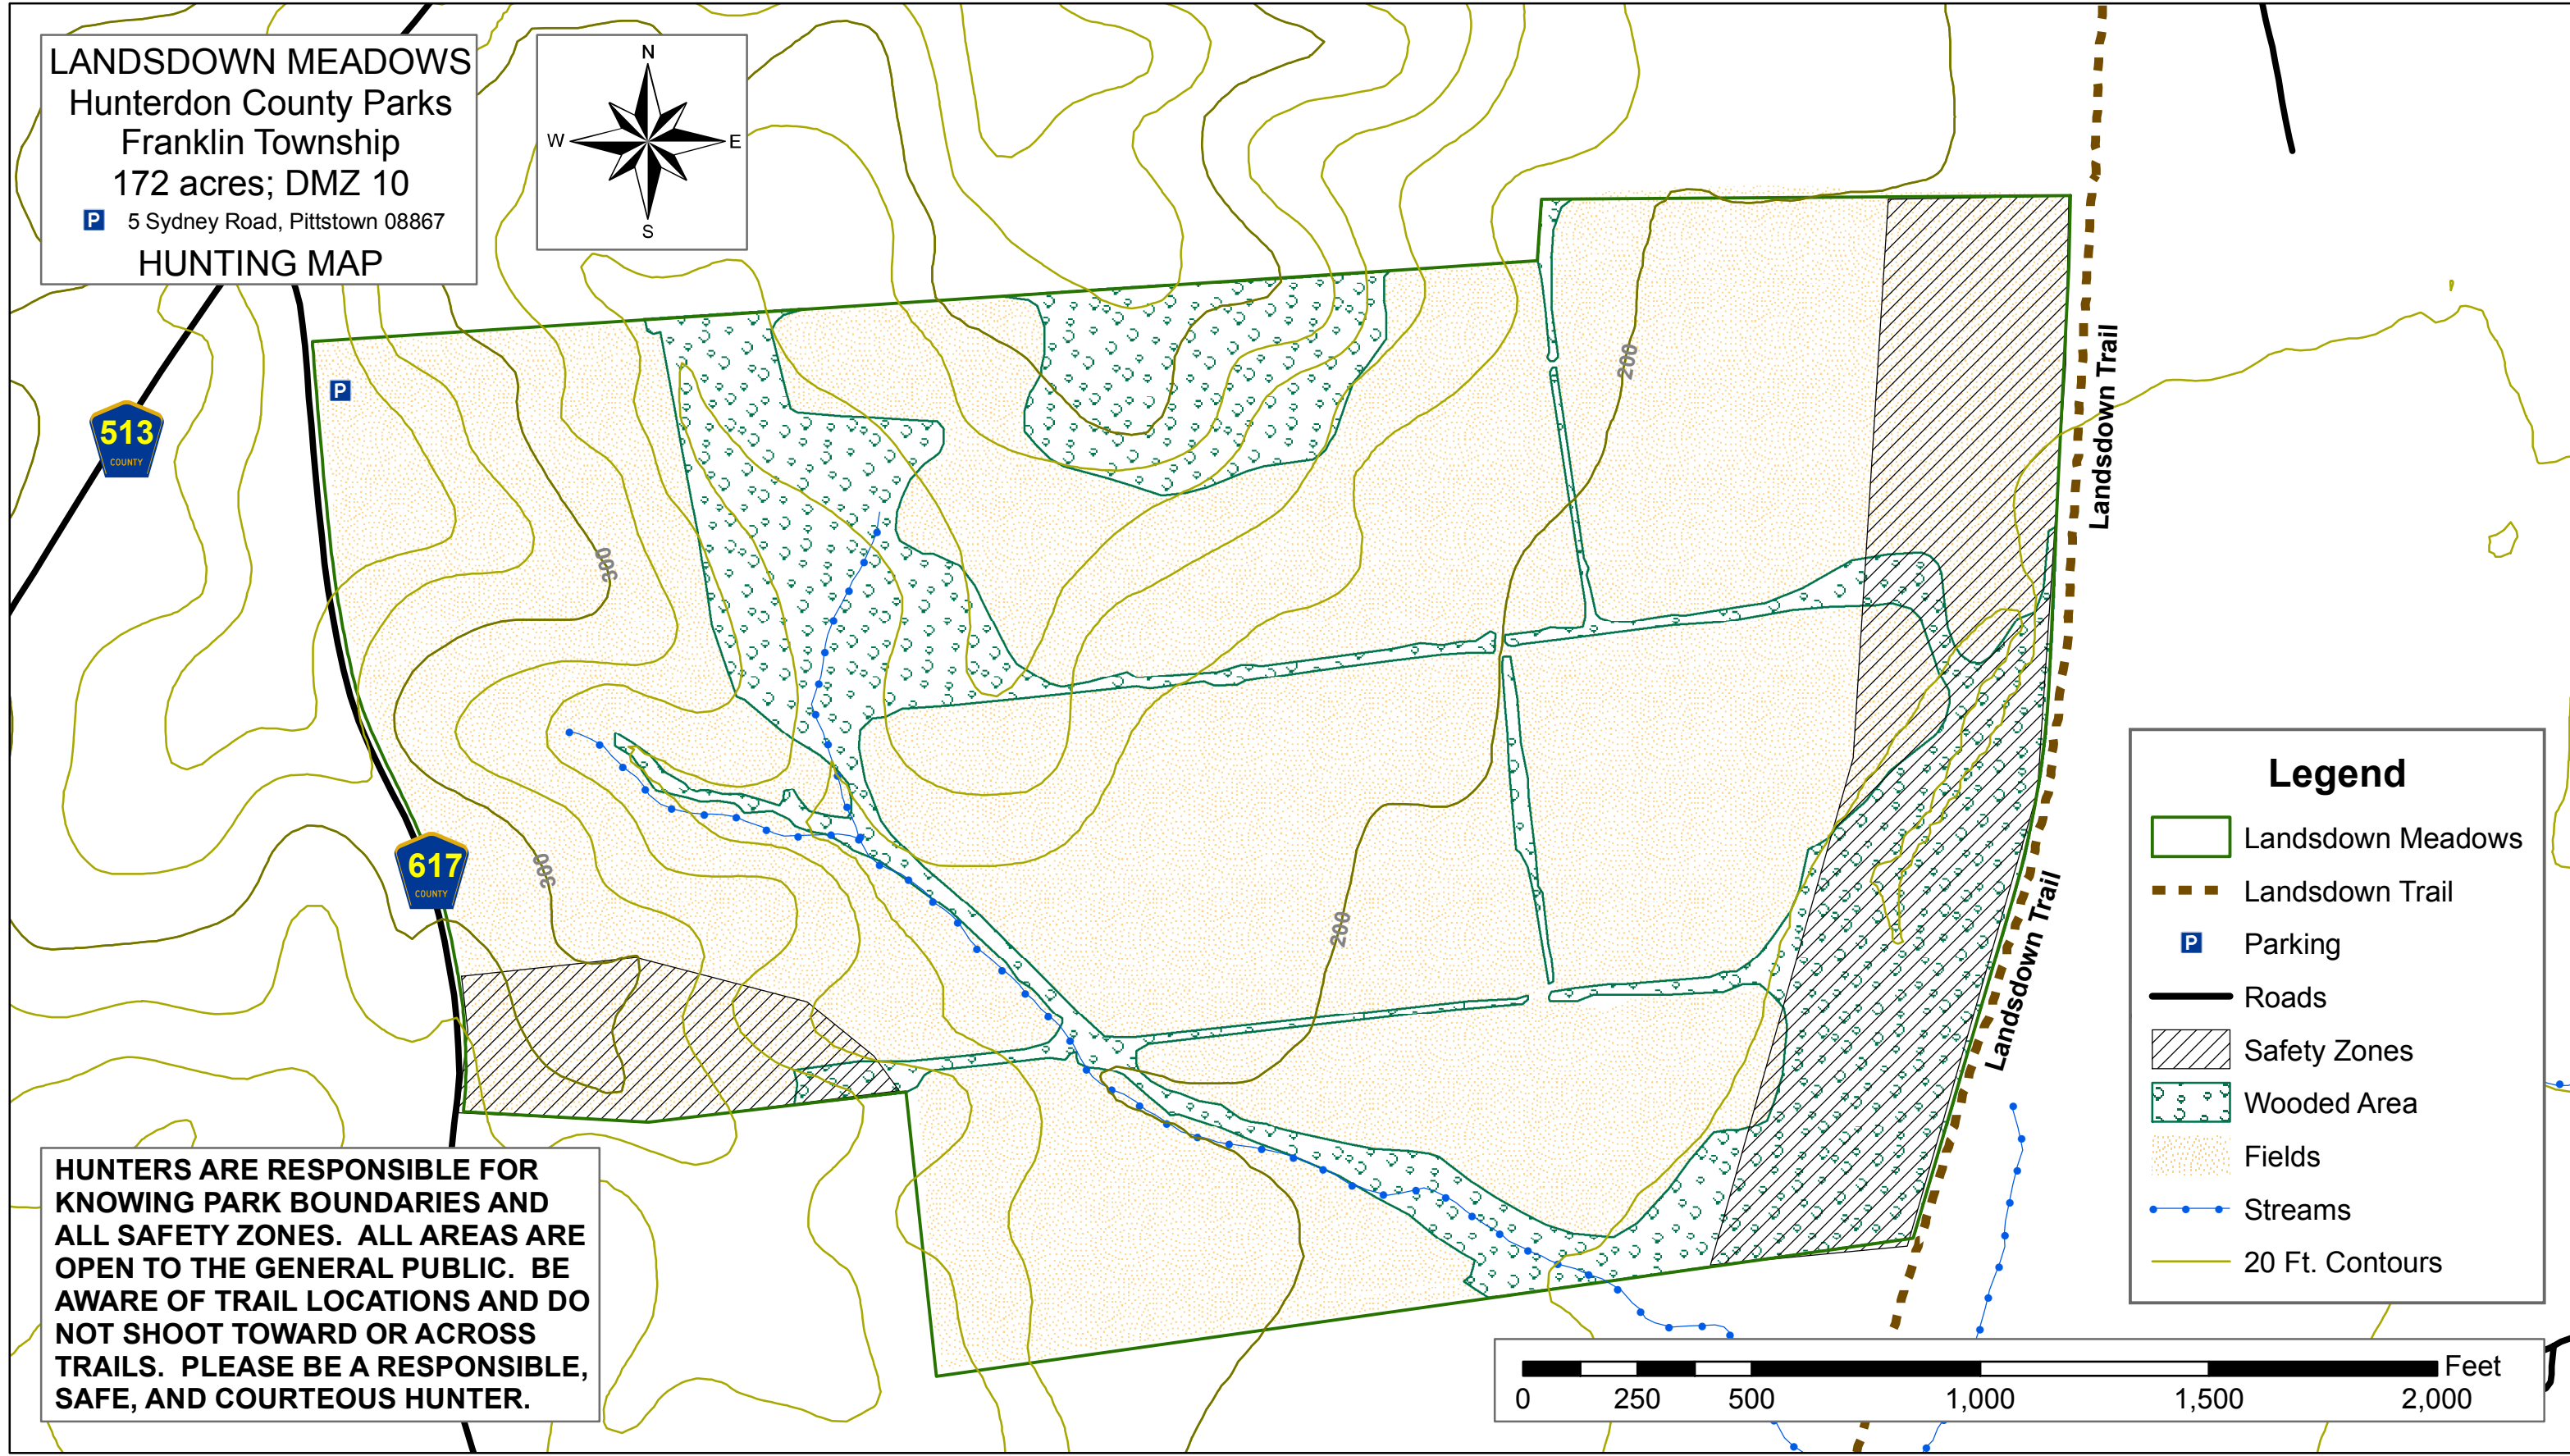 LANDSDOWN MEADOWS
Hunterdon County Parks
Franklin Township
172 acres; DMZ 10
P 5 Sydney Road, Pittstown 08867
HUNTING MAP
N
W
E
S
513
COUNTY
P
300
200
Landsdown Trail
617
COUNTY
300
200
Landsdown Trail
Legend
Landsdown Meadows
Landsdown Trail
P Parking
Roads
Safety Zones
Wooded Area
Fields
Streams
20 Ft. Contours
HUNTERS ARE RESPONSIBLE FOR
KNOWING PARK BOUNDARIES AND
ALL SAFETY ZONES. ALL AREAS ARE
OPEN TO THE GENERAL PUBLIC. BE
AWARE OF TRAIL LOCATIONS AND DO
NOT SHOOT TOWARD OR ACROSS
TRAILS. PLEASE BE A RESPONSIBLE,
SAFE, AND COURTEOUS HUNTER.
Feet
0 250 500 1,000 1,500 2,000